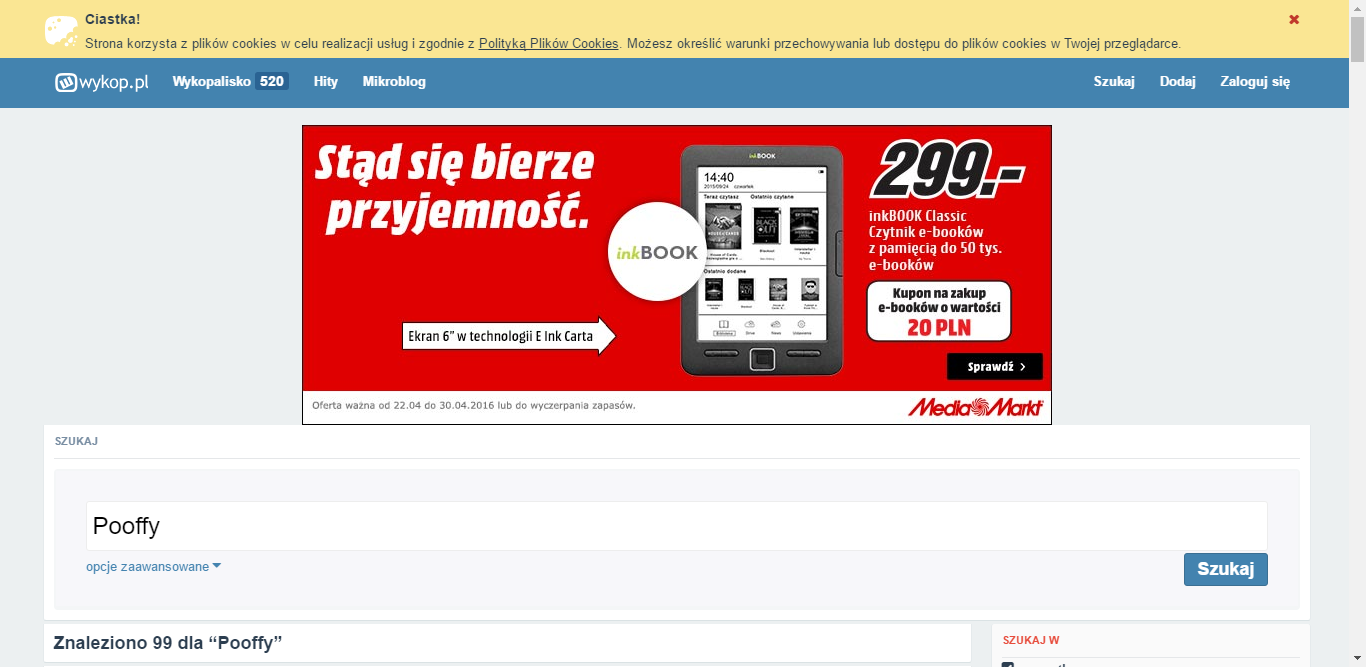 Ciastka!
Strona korzysta z plików cookies w celu realizacji usług i zgodnie z Polityką Plików Cookies. Możesz określić warunki przechowywania lub dostępu do plików cookies w Twojej przeglądarce.
wykop.pl Wykopalisko 520 Hity Mikroblog Szukaj Dodaj Zaloguj się
Stąd się bierze
przyjemność.
inkBOOK
Ekran 6” w technologii E Ink Carta
inkBOOK
14:40
2015/09/24 czwartek
Teraz czytasz Ostatnio czytane
BLACK
OUT
Ostatnio dodane
299.-
inkBOOK Classic
Czytnik e-booków
z pamięcią do 50 tys.
e-booków
Kupon na zakup
e-booków o wartości
20 PLN
Sprawdź
Oferta ważna od 22.04 do 30.04.2016 lub do wyczerpania zapasów.
Media Markt
SZUKAJ
Pooffy
opcje zaawansowane
Szukaj
Znaleziono 99 dla “Pooffy”
SZUKAJ W